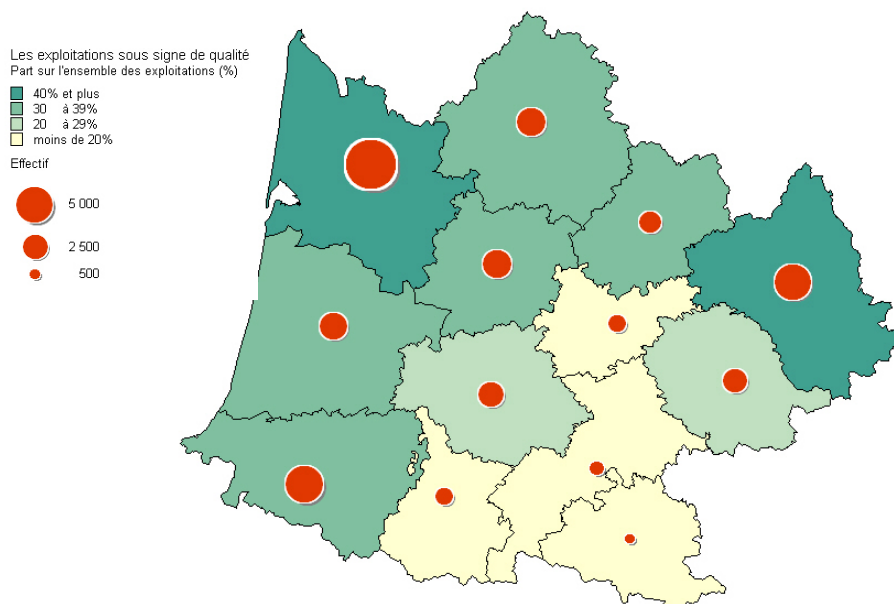 Les exploitations sous signe de qualité
Part sur l'ensemble des exploitations (%)
40% et plus
30 à 39%
20 à 29%
moins de 20%
Effectif
5 000
2 500
500